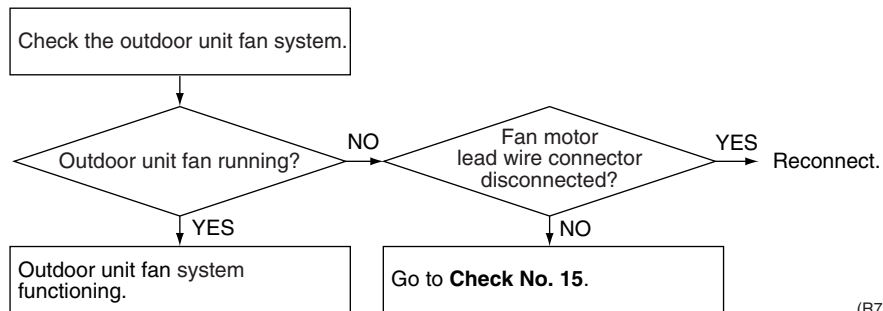 Check the outdoor unit fan system.
Outdoor unit fan running?
NO
Fan motor
lead wire connector
disconnected?
YES
Reconnect.
YES
NO
Outdoor unit fan system
functioning.
Go to Check No. 15.
(R7